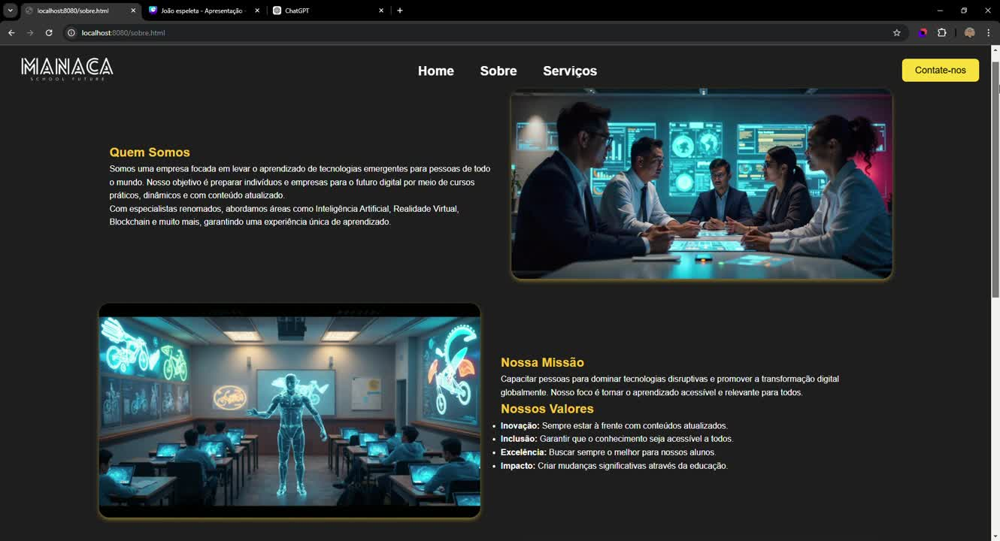 localhost:8080/sobre.html
João espeleta - Apresentação
ChatGPT
localhost:8080/sobre.html
MANACA
SCHOOL FUTURE
Home
Sobre
Serviços
Contate-nos
Quem Somos
Somos uma empresa focada em levar o aprendizado de tecnologias emergentes para pessoas de todo
o mundo. Nosso objetivo é preparar indivíduos e empresas para o futuro digital por meio de cursos
práticos, dinâmicos e com conteúdo atualizado.
Com especialistas renomados, abordamos áreas como Inteligência Artificial, Realidade Virtual,
Blockchain e muito mais, garantindo uma experiência única de aprendizado.
Nossa Missão
Capacitar pessoas para dominar tecnologias disruptivas e promover a transformação digital
globalmente. Nosso foco é tornar o aprendizado acessível e relevante para todos.
Nossos Valores
• Inovação: Sempre estar à frente com conteúdos atualizados.
• Inclusão: Garantir que o conhecimento seja acessível a todos.
• Excelência: Buscar sempre o melhor para nossos alunos.
• Impacto: Criar mudanças significativas através da educação.